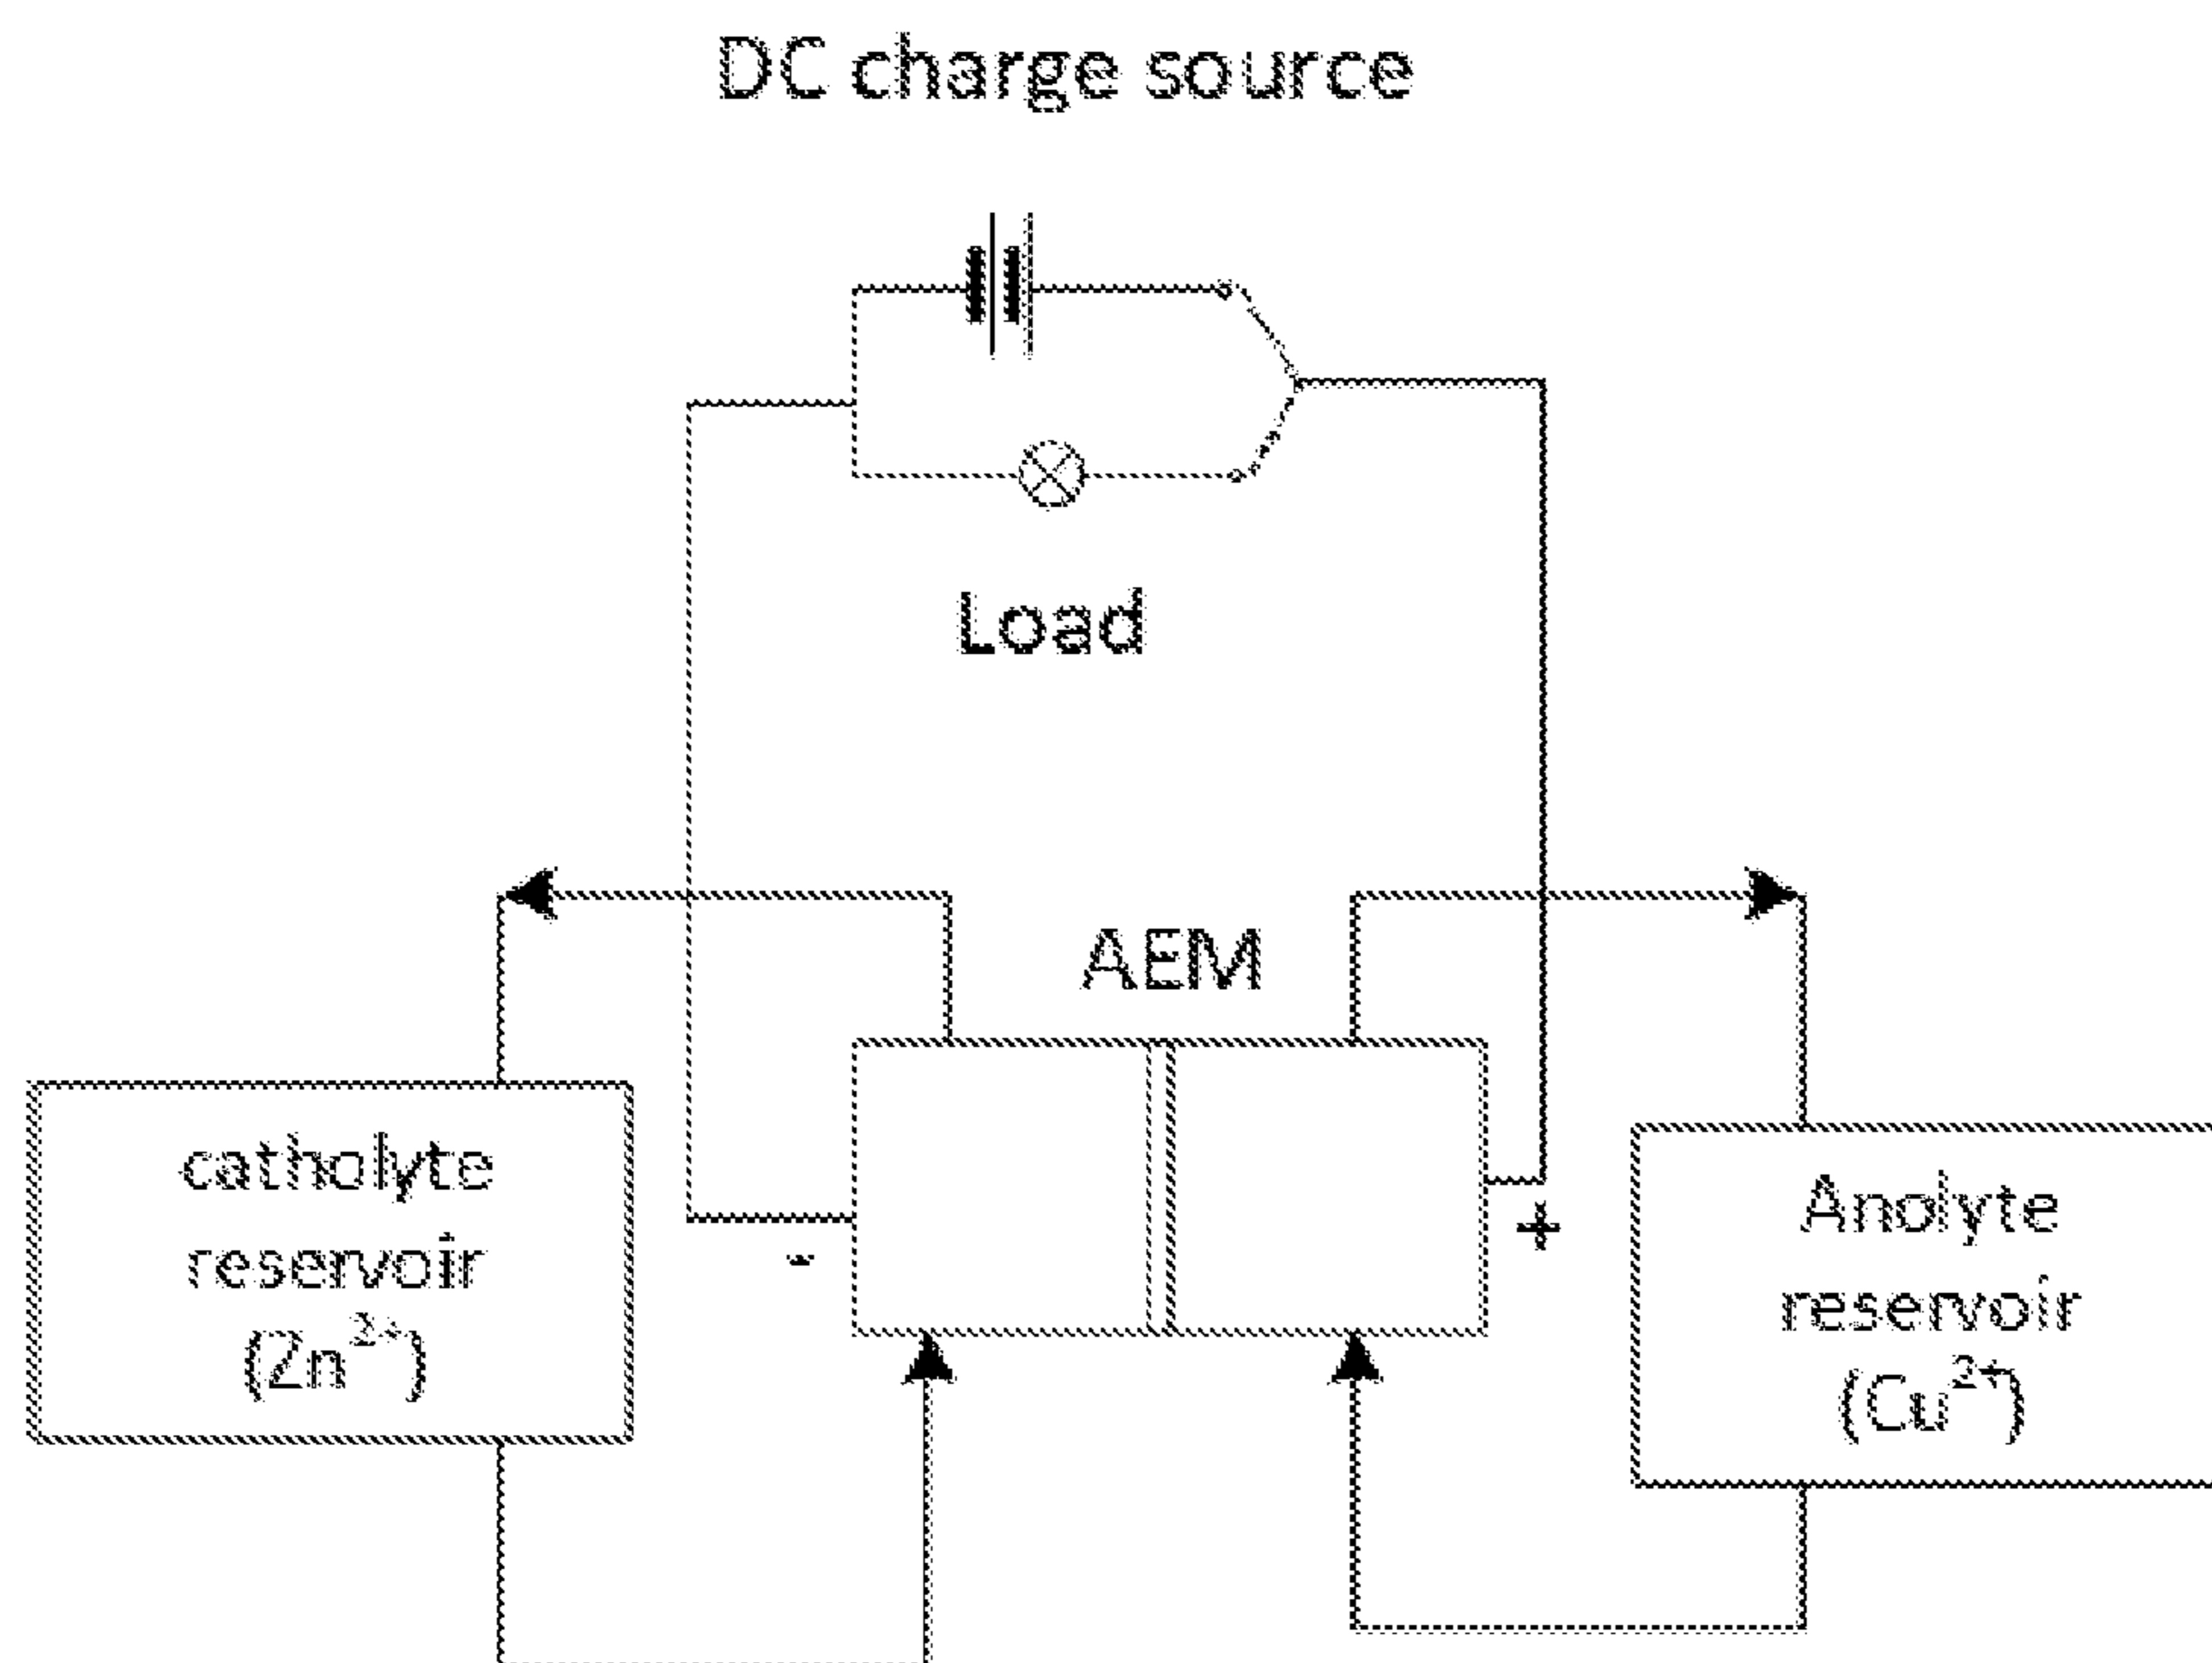 DC charge source
Load
AEM
catholyte
reservoir
(Zn²⁺)
-
+
Anolyte
reservoir
(Cu²⁺)